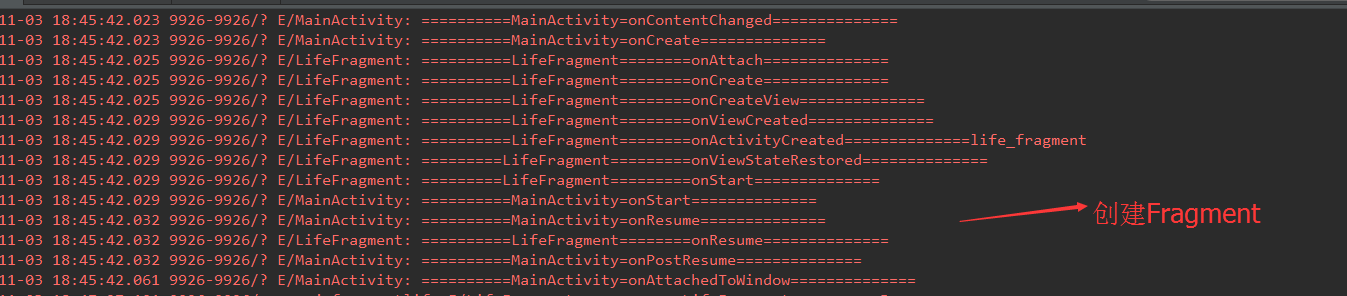 11-03 18:45:42.023 9926-9926/? E/MainActivity: ==========MainActivity=onContentChanged==============
11-03 18:45:42.023 9926-9926/? E/MainActivity: ==========MainActivity=onCreate==============
11-03 18:45:42.025 9926-9926/? E/LifeFragment: ==========LifeFragment========onAttach==============
11-03 18:45:42.025 9926-9926/? E/LifeFragment: ==========LifeFragment========onCreate==============
11-03 18:45:42.025 9926-9926/? E/LifeFragment: ==========LifeFragment========onCreateView==============
11-03 18:45:42.029 9926-9926/? E/LifeFragment: ==========LifeFragment========onViewCreated==============
11-03 18:45:42.029 9926-9926/? E/LifeFragment: ==========LifeFragment========onActivityCreated==============life_fragment
11-03 18:45:42.029 9926-9926/? E/LifeFragment: =========LifeFragment=========onViewStateRestored==============
11-03 18:45:42.029 9926-9926/? E/LifeFragment: =========LifeFragment=========onStart==============
11-03 18:45:42.029 9926-9926/? E/MainActivity: ==========MainActivity=onStart==============
11-03 18:45:42.032 9926-9926/? E/MainActivity: ==========MainActivity=onResume==============
创建Fragment
11-03 18:45:42.032 9926-9926/? E/LifeFragment: ==========LifeFragment========onResume==============
11-03 18:45:42.032 9926-9926/? E/MainActivity: ==========MainActivity=onPostResume==============
11-03 18:45:42.061 9926-9926/? E/MainActivity: ==========MainActivity=onAttachedToWindow==============